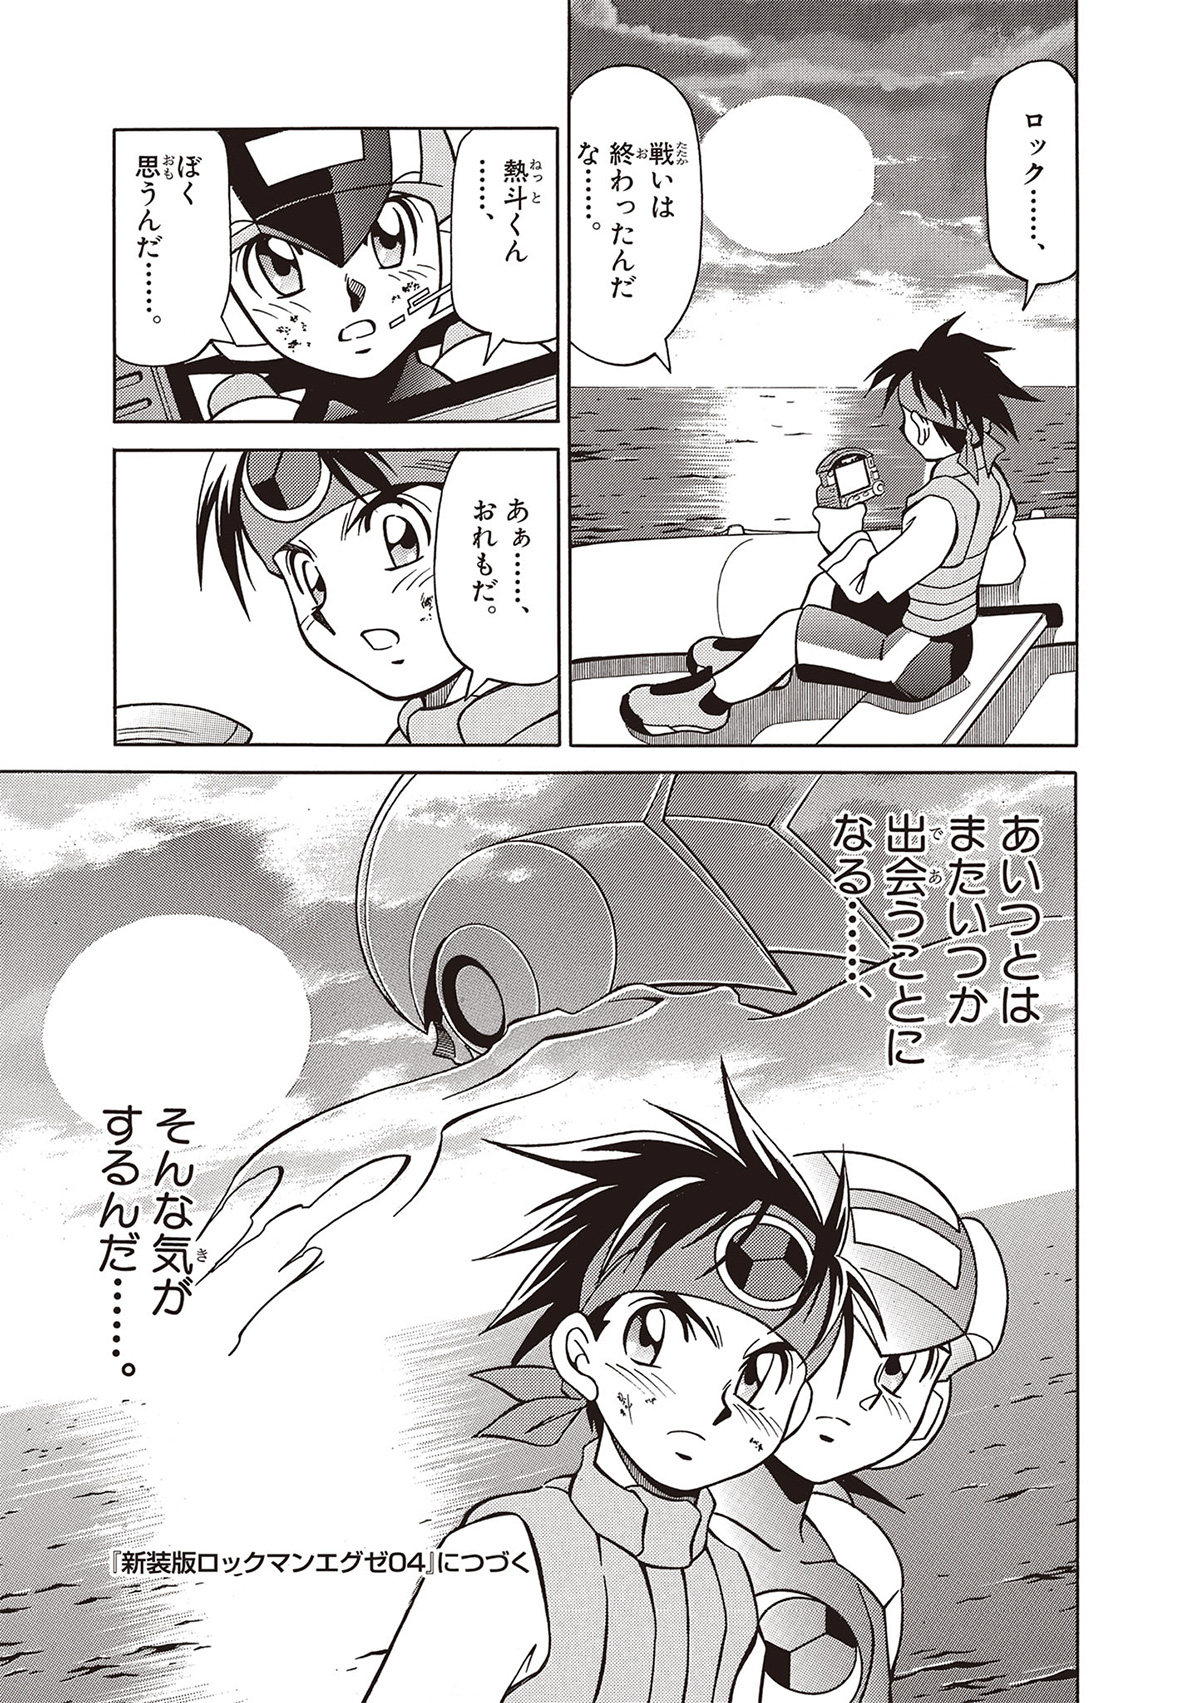 ロック……、
戦いは
終わったんだ
な……。
熱斗くん
……、
ぼく
思うんだ……。
あぁ……、
おれもだ。
あいつとは
またいつか
出会うことに
なる……、
そんな気が
するんだ……。
『新装版ロックマンエグゼ04』につづく